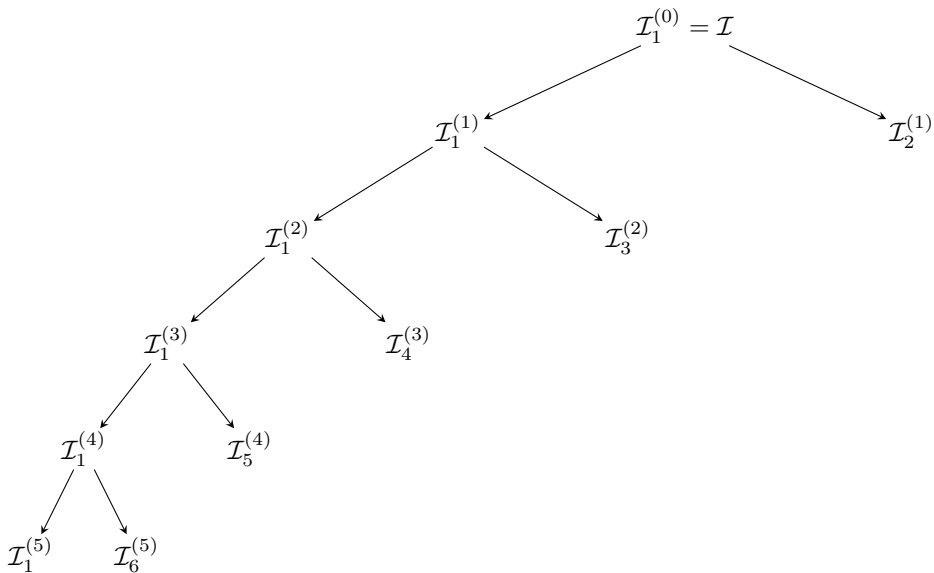 $\mathcal{I}_1^{(0)} = \mathcal{I}$
$\mathcal{I}_1^{(1)}$ $\mathcal{I}_2^{(1)}$
$\mathcal{I}_1^{(2)}$ $\mathcal{I}_3^{(2)}$
$\mathcal{I}_1^{(3)}$ $\mathcal{I}_4^{(3)}$
$\mathcal{I}_1^{(4)}$ $\mathcal{I}_5^{(4)}$
$\mathcal{I}_1^{(5)}$ $\mathcal{I}_6^{(5)}$